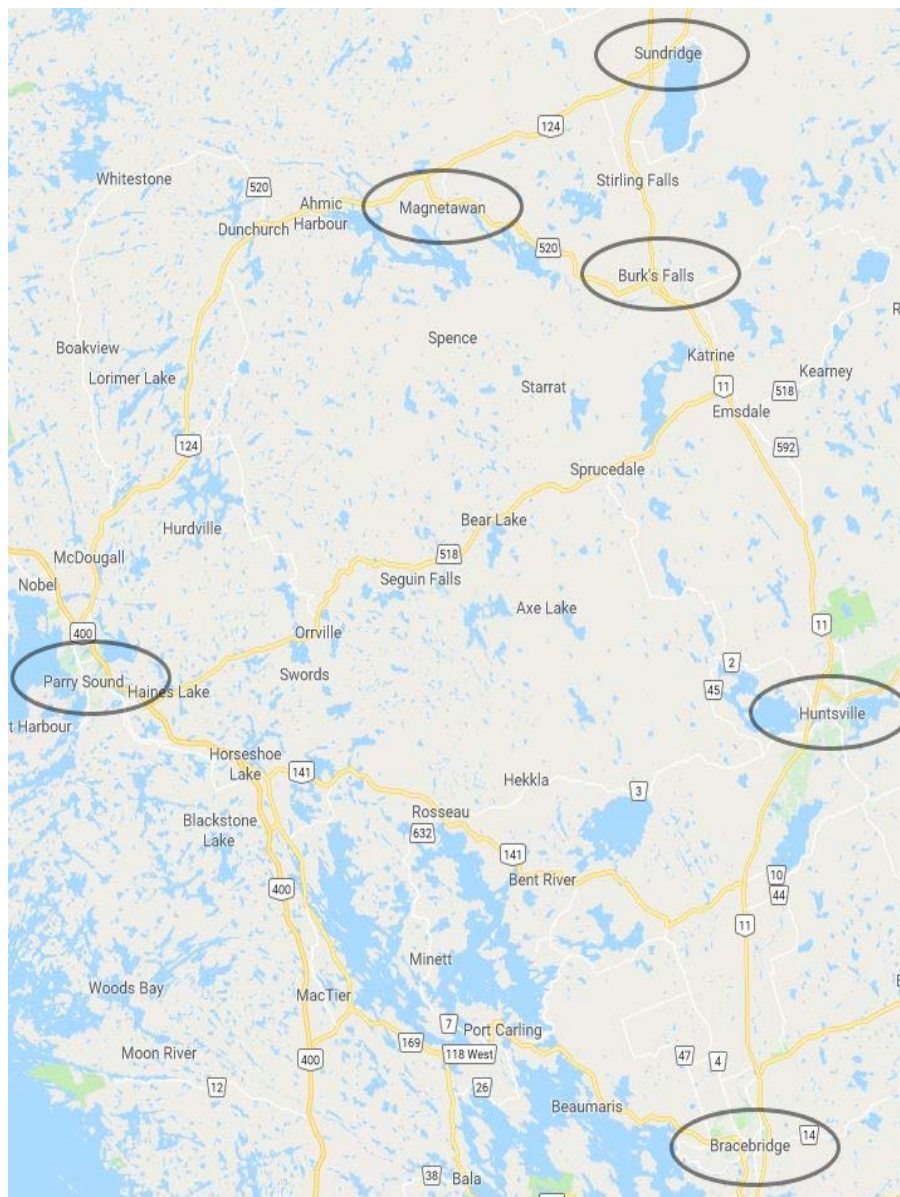 Sundridge
124
Whitestone
520
Stirling Falls
Ahmic
Harbour
Magnetawan
Dunchurch
520
Burk's Falls
R
Spence
Boakview
Katrine
Lorimer Lake
Starrat
11
518
Kearney
Emsdale
124
592
Sprucedale
Bear Lake
Hurdville
McDougall
518
Nobel
Seguin Falls
Axe Lake
11
400
Orrville
2
Parry Sound
Haines Lake
Swords
45
t Harbour
Huntsville
Horseshoe
Lake
141
Hekkla
3
Rosseau
Blackstone
Lake
632
141
Bent River
10
400
44
11
Minett
Woods Bay
MacTier
7
Port Carling
169
118 West
Moon River
400
47
4
12
26
Beaumaris
14
Bracebridge
38
Bala